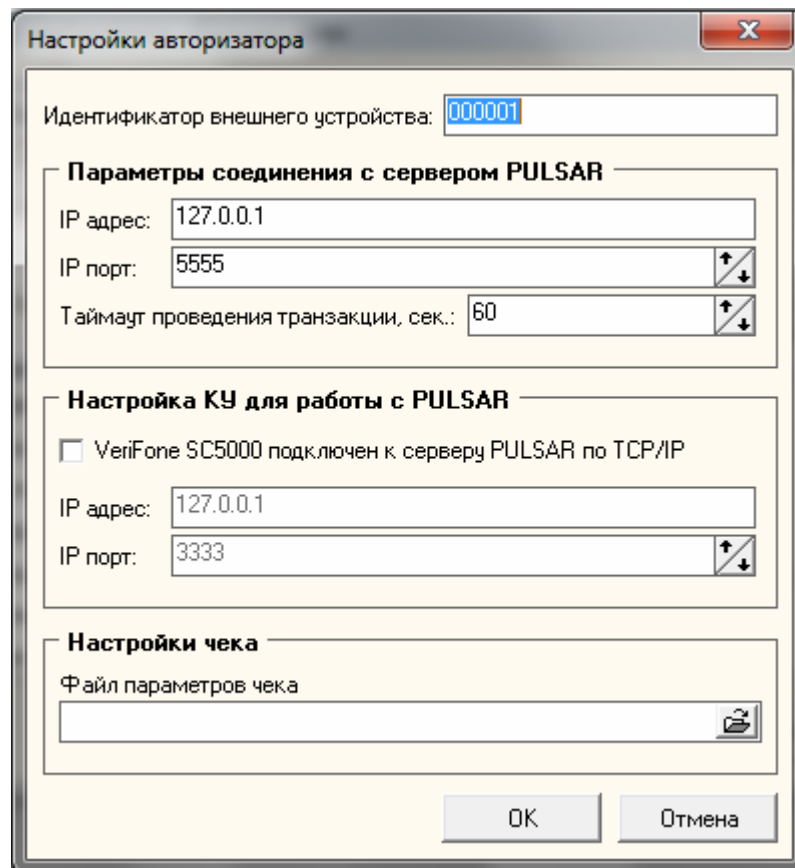 Настройки авторизатора
Идентификатор внешнего устройства: 000001
Параметры соединения с сервером PULSAR
IP адрес: 127.0.0.1
IP порт: 5555
Таймаут проведения транзакции, сек.: 60
Настройка КУ для работы с PULSAR
VeriFone SC5000 подключен к серверу PULSAR по TCP/IP
IP адрес: 127.0.0.1
IP порт: 3333
Настройки чека
Файл параметров чека
OK Отмена